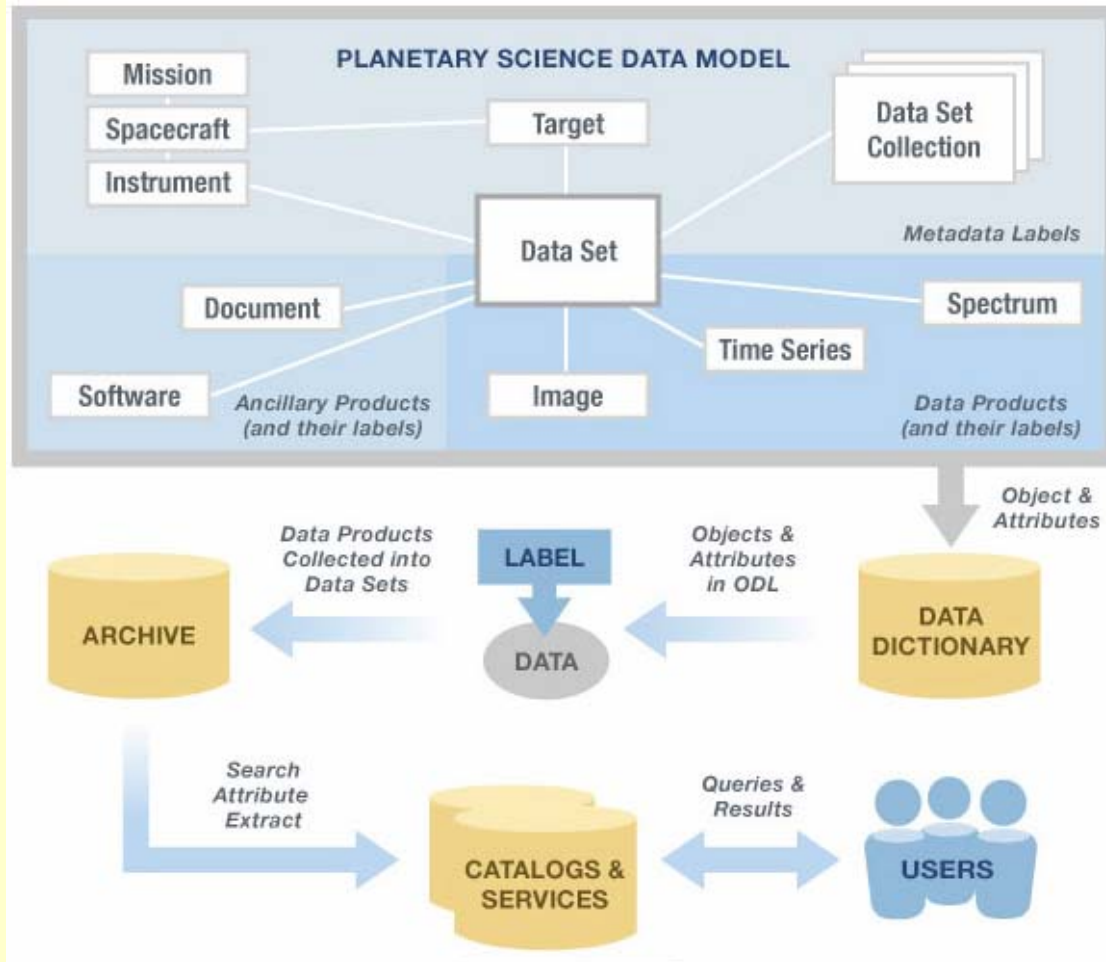 PLANETARY SCIENCE DATA MODEL
Mission
Spacecraft
Instrument
Target
Data Set
Collection
Metadata Labels
Data Set
Document
Software
Ancillary Products
(and their labels)
Image
Time Series
Spectrum
Data Products
(and their labels)
Object &
Attributes
DATA
DICTIONARY
Objects &
Attributes
in ODL
LABEL
DATA
Data Products
Collected into
Data Sets
ARCHIVE
Search
Attribute
Extract
CATALOGS &
SERVICES
Queries &
Results
USERS